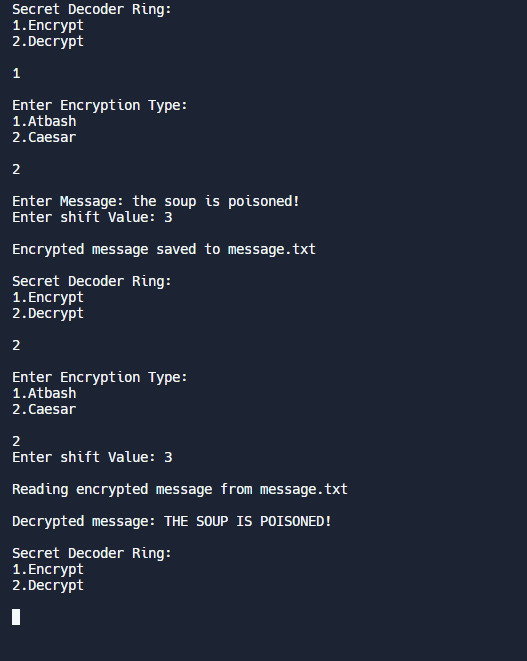 Secret Decoder Ring:
1.Encrypt
2.Decrypt
1
Enter Encryption Type:
1.Atbash
2.Caesar
2
Enter Message: the soup is poisoned!
Enter shift Value: 3
Encrypted message saved to message.txt
Secret Decoder Ring:
1.Encrypt
2.Decrypt
2
Enter Encryption Type:
1.Atbash
2.Caesar
2
Enter shift Value: 3
Reading encrypted message from message.txt
Decrypted message: THE SOUP IS POISONED!
Secret Decoder Ring:
1.Encrypt
2.Decrypt